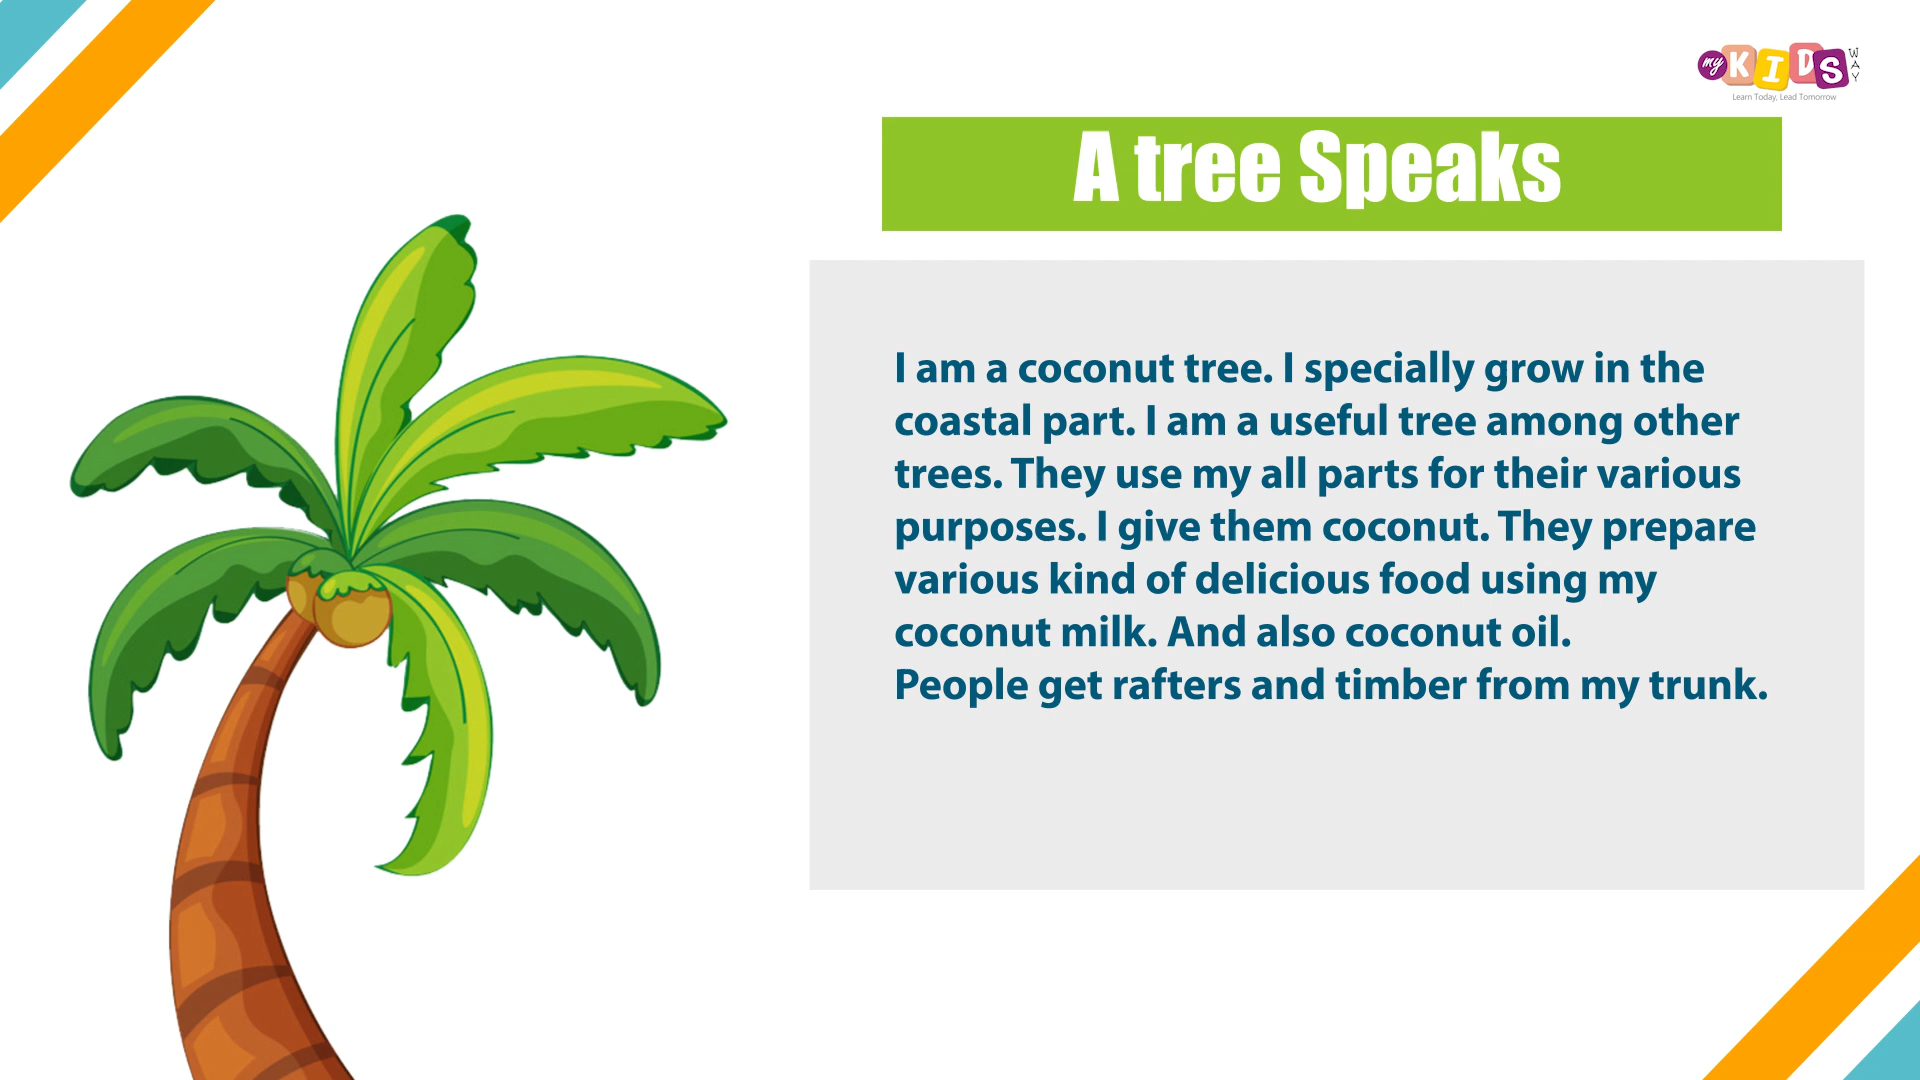 my KIDS WAY
Learn Today, Lead Tomorrow
A tree Speaks
I am a coconut tree. I specially grow in the
coastal part. I am a useful tree among other
trees. They use my all parts for their various
purposes. I give them coconut. They prepare
various kind of delicious food using my
coconut milk. And also coconut oil.
People get rafters and timber from my trunk.